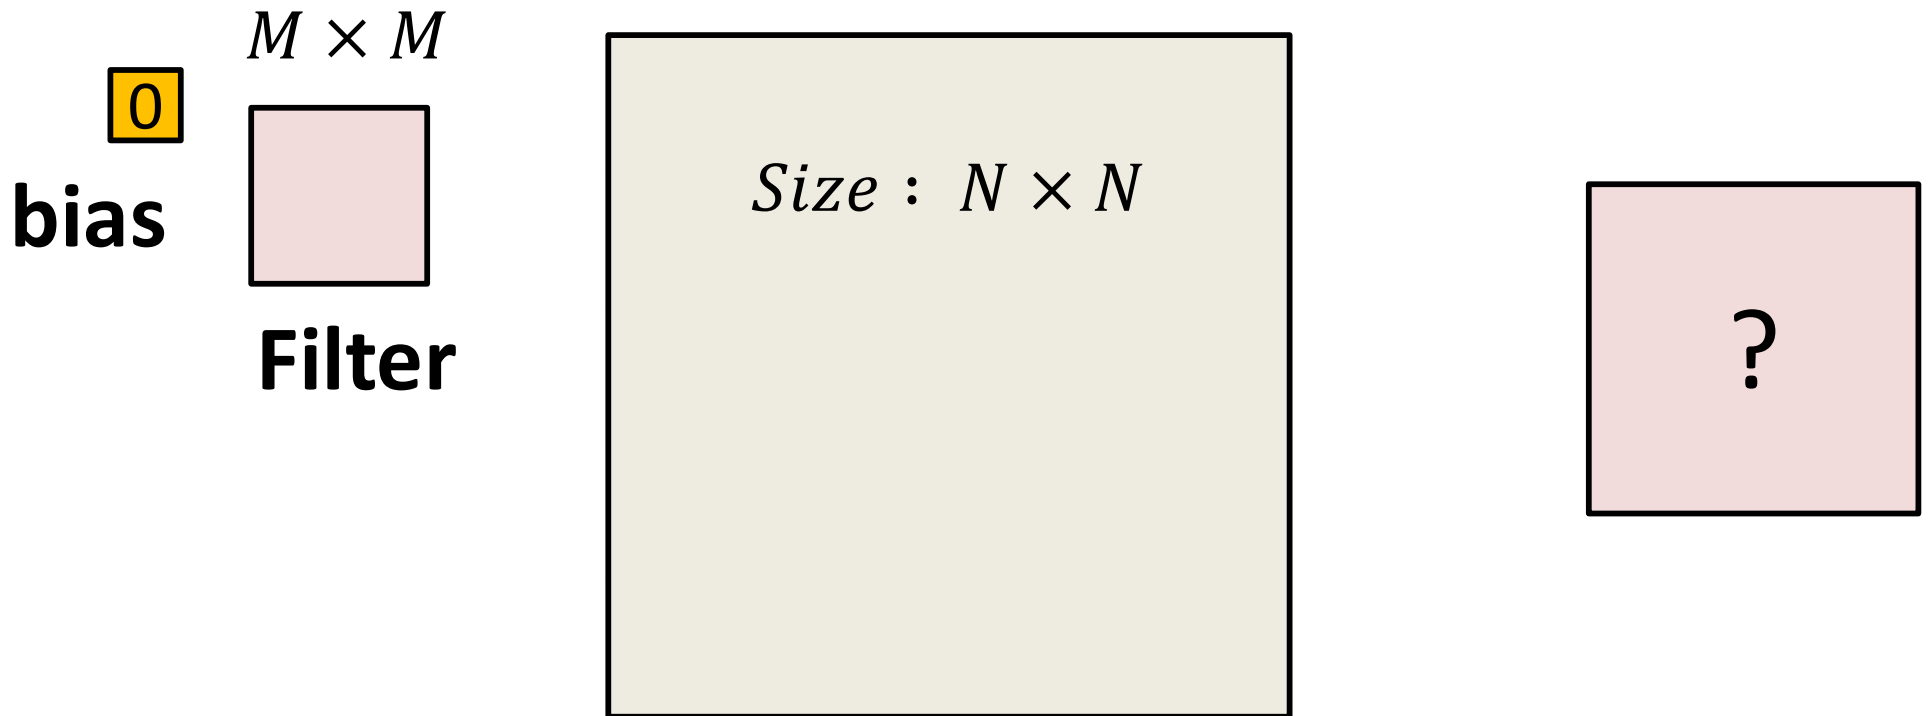 M × M
0
bias
Filter
Size : N × N
?